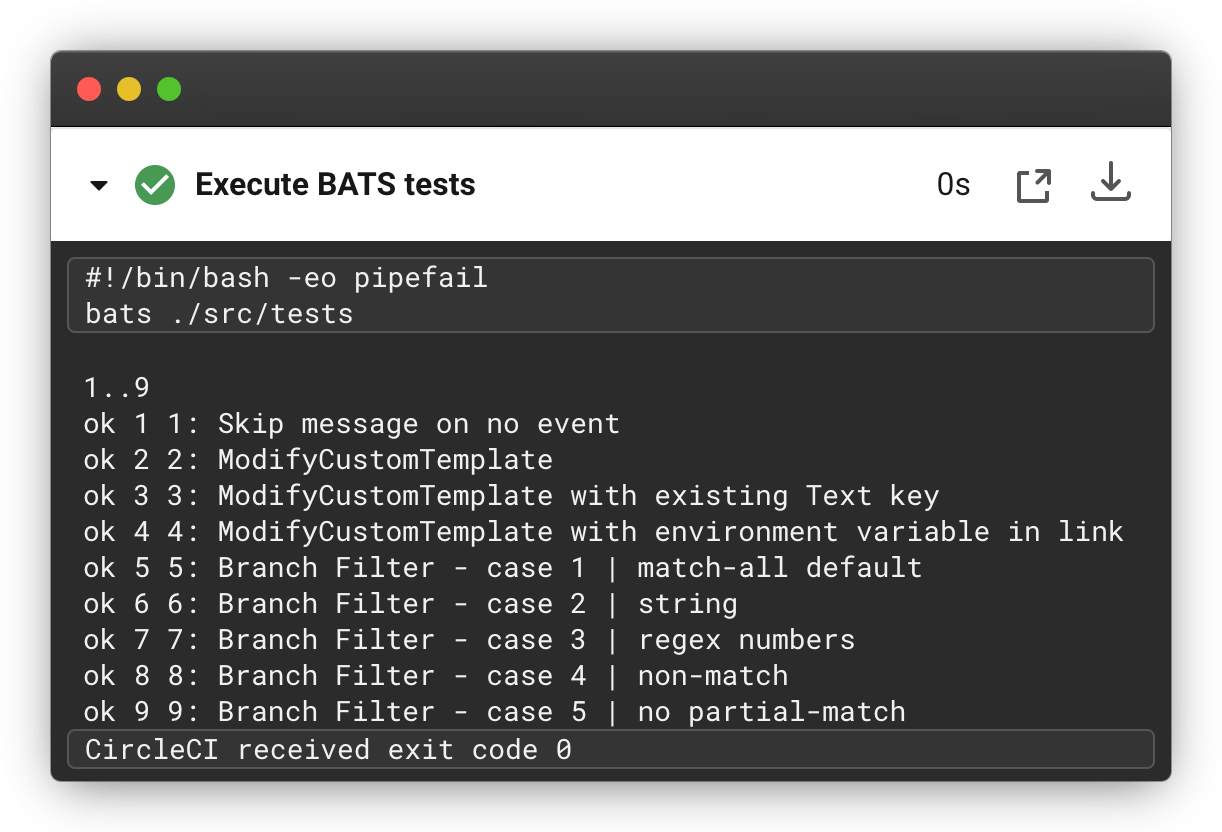 Execute BATS tests 0s
#!/bin/bash -eo pipefail
bats ./src/tests
1..9
ok 1 1: Skip message on no event
ok 2 2: ModifyCustomTemplate
ok 3 3: ModifyCustomTemplate with existing Text key
ok 4 4: ModifyCustomTemplate with environment variable in link
ok 5 5: Branch Filter - case 1 | match-all default
ok 6 6: Branch Filter - case 2 | string
ok 7 7: Branch Filter - case 3 | regex numbers
ok 8 8: Branch Filter - case 4 | non-match
ok 9 9: Branch Filter - case 5 | no partial-match
CircleCI received exit code 0